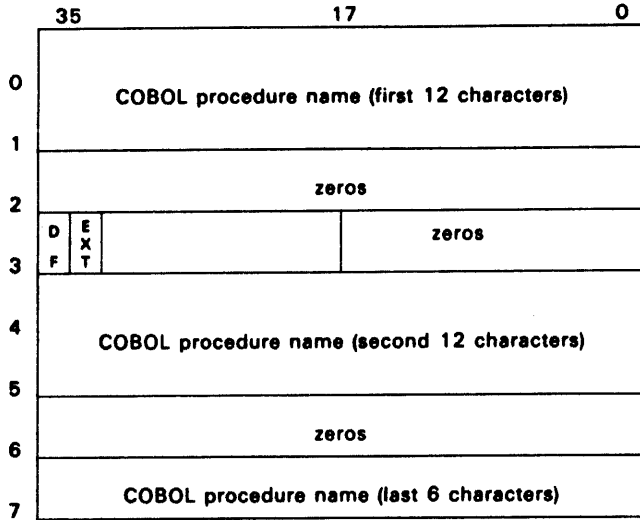 35 17 0
0
COBOL procedure name (first 12 characters)
1
zeros
2
D F EXT zeros
3
4
COBOL procedure name (second 12 characters)
5
zeros
6
COBOL procedure name (last 6 characters)
7